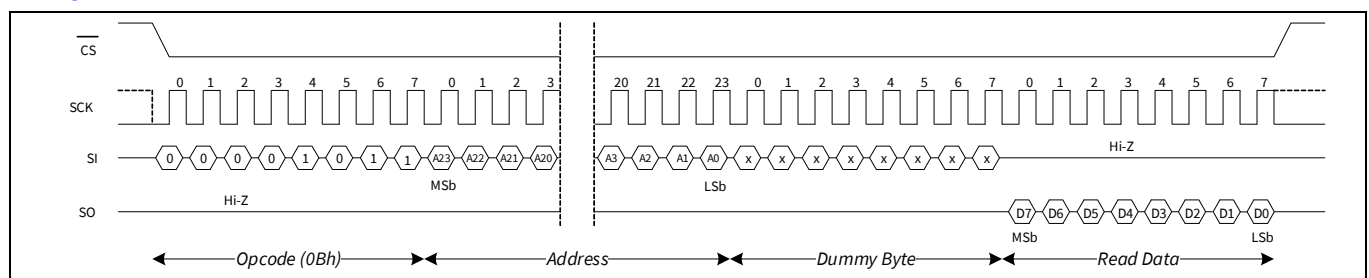 CS
0 1 2 3 4 5 6 7 0 1 2 3 20 21 22 23 0 1 2 3 4 5 6 7 0 1 2 3 4 5 6 7
SCK
Hi-Z
SI 0 0 0 0 1 0 1 1 A23 A22 A21 A20 A3 A2 A1 A0 x x x x x x x x
MSb LSb
Hi-Z
SO D7 D6 D5 D4 D3 D2 D1 D0
MSb LSb
Opcode (0Bh) Address Dummy Byte Read Data